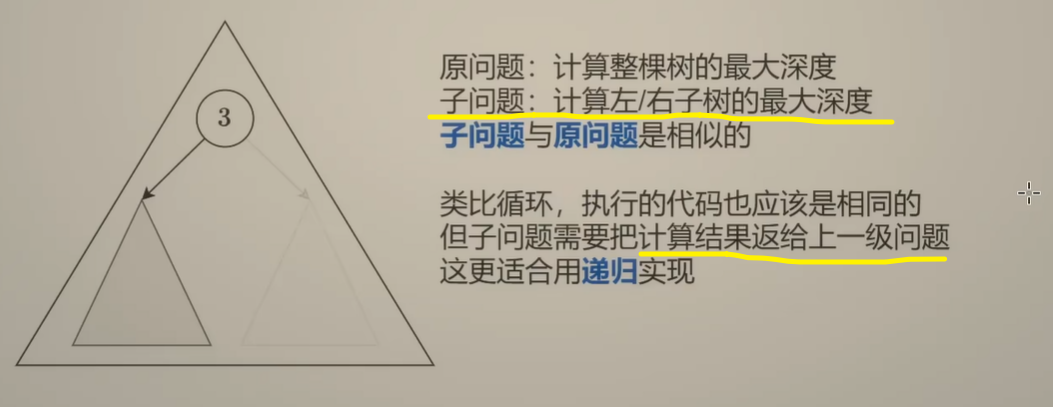 3
原问题：计算整棵树的最大深度
子问题：计算左/右子树的最大深度
子问题与原问题是相似的
类比循环，执行的代码也应该是相同的
但子问题需要把计算结果返给上一级问题
这更适合用递归实现